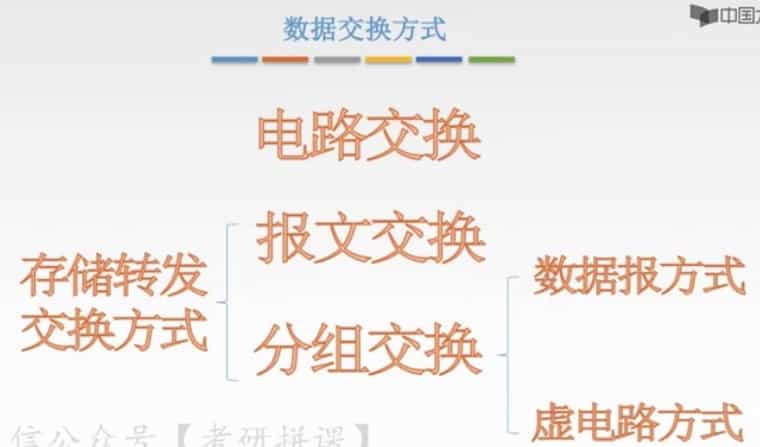 数据交换方式
中国
电路交换
报文交换
存储转发
交换方式
数据报方式
分组交换
虚电路方式
信公众号【考研拼课】